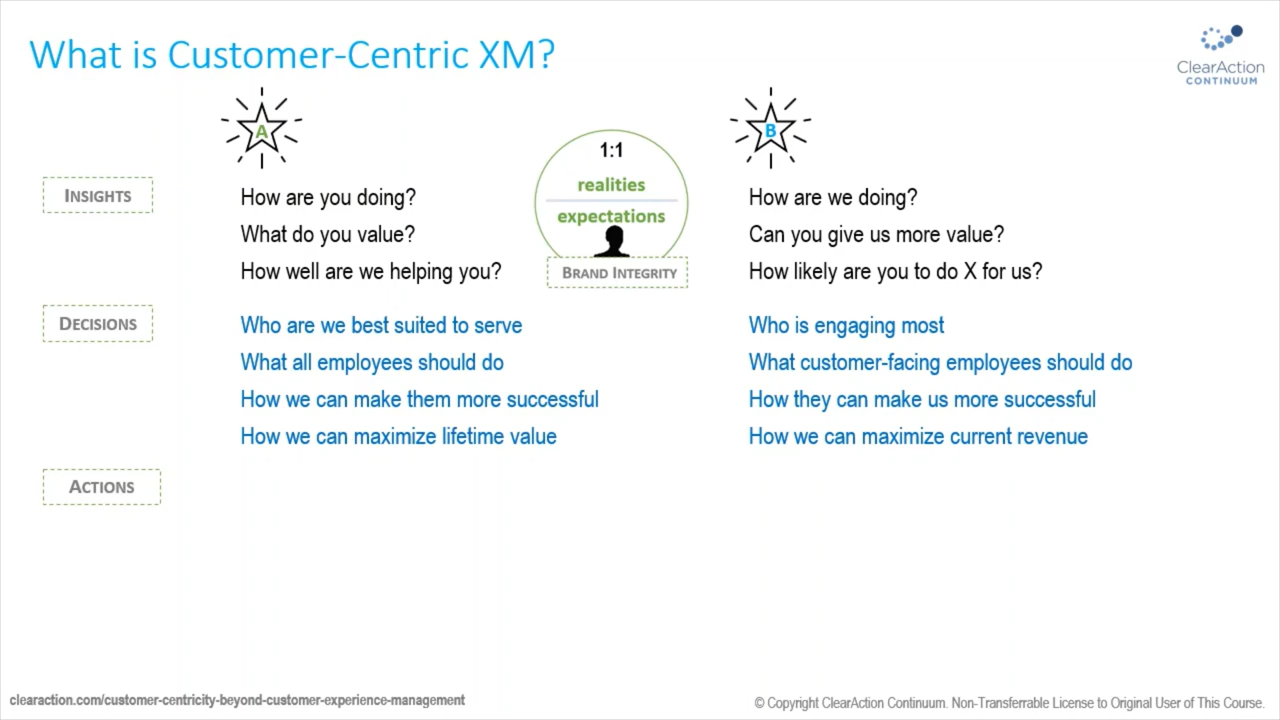 What is Customer-Centric XM?
ClearAction
CONTINUUM
A
B
1:1
realities
expectations
BRAND INTEGRITY
INSIGHTS
How are you doing?
What do you value?
How well are we helping you?
How are we doing?
Can you give us more value?
How likely are you to do X for us?
DECISIONS
Who are we best suited to serve
What all employees should do
How we can make them more successful
How we can maximize lifetime value
Who is engaging most
What customer-facing employees should do
How they can make us more successful
How we can maximize current revenue
ACTIONS
clearaction.com/customer-centricity-beyond-customer-experience-management
© Copyright ClearAction Continuum. Non-Transferrable License to Original User of This Course.